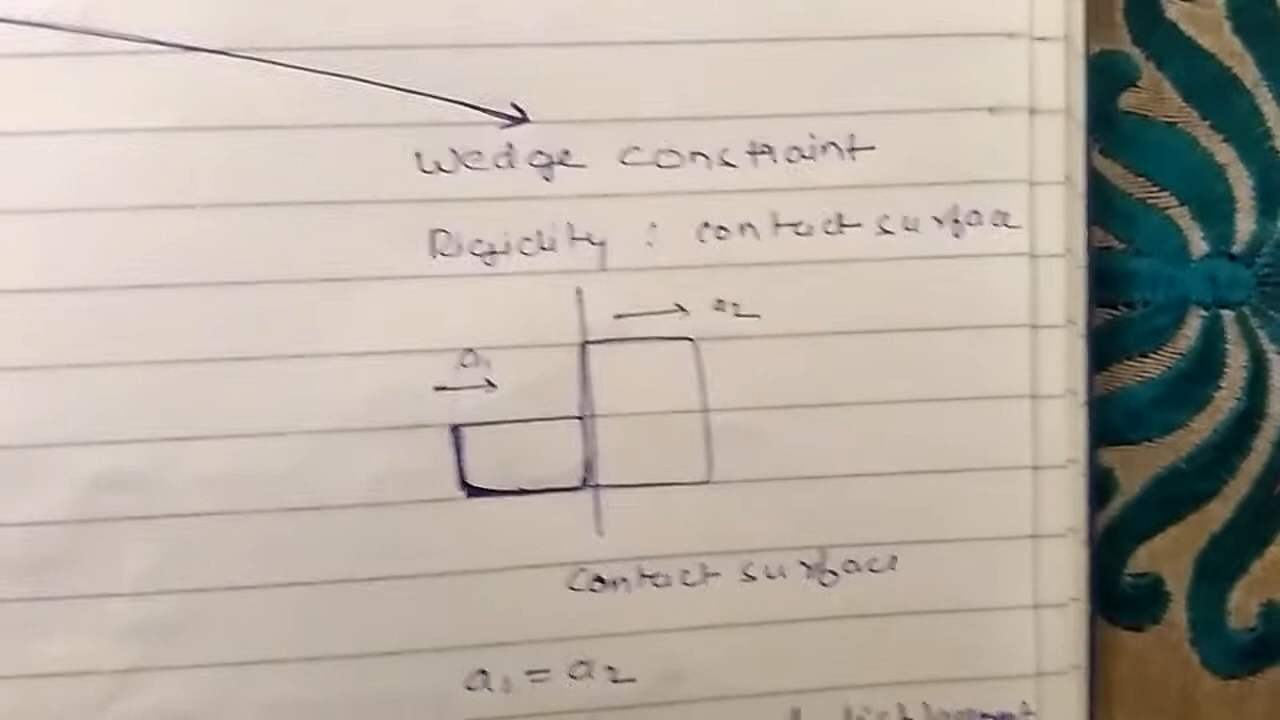 Wedge constraint
Rigidity : contact surface
a2
a1
contact surface
a1 = a2